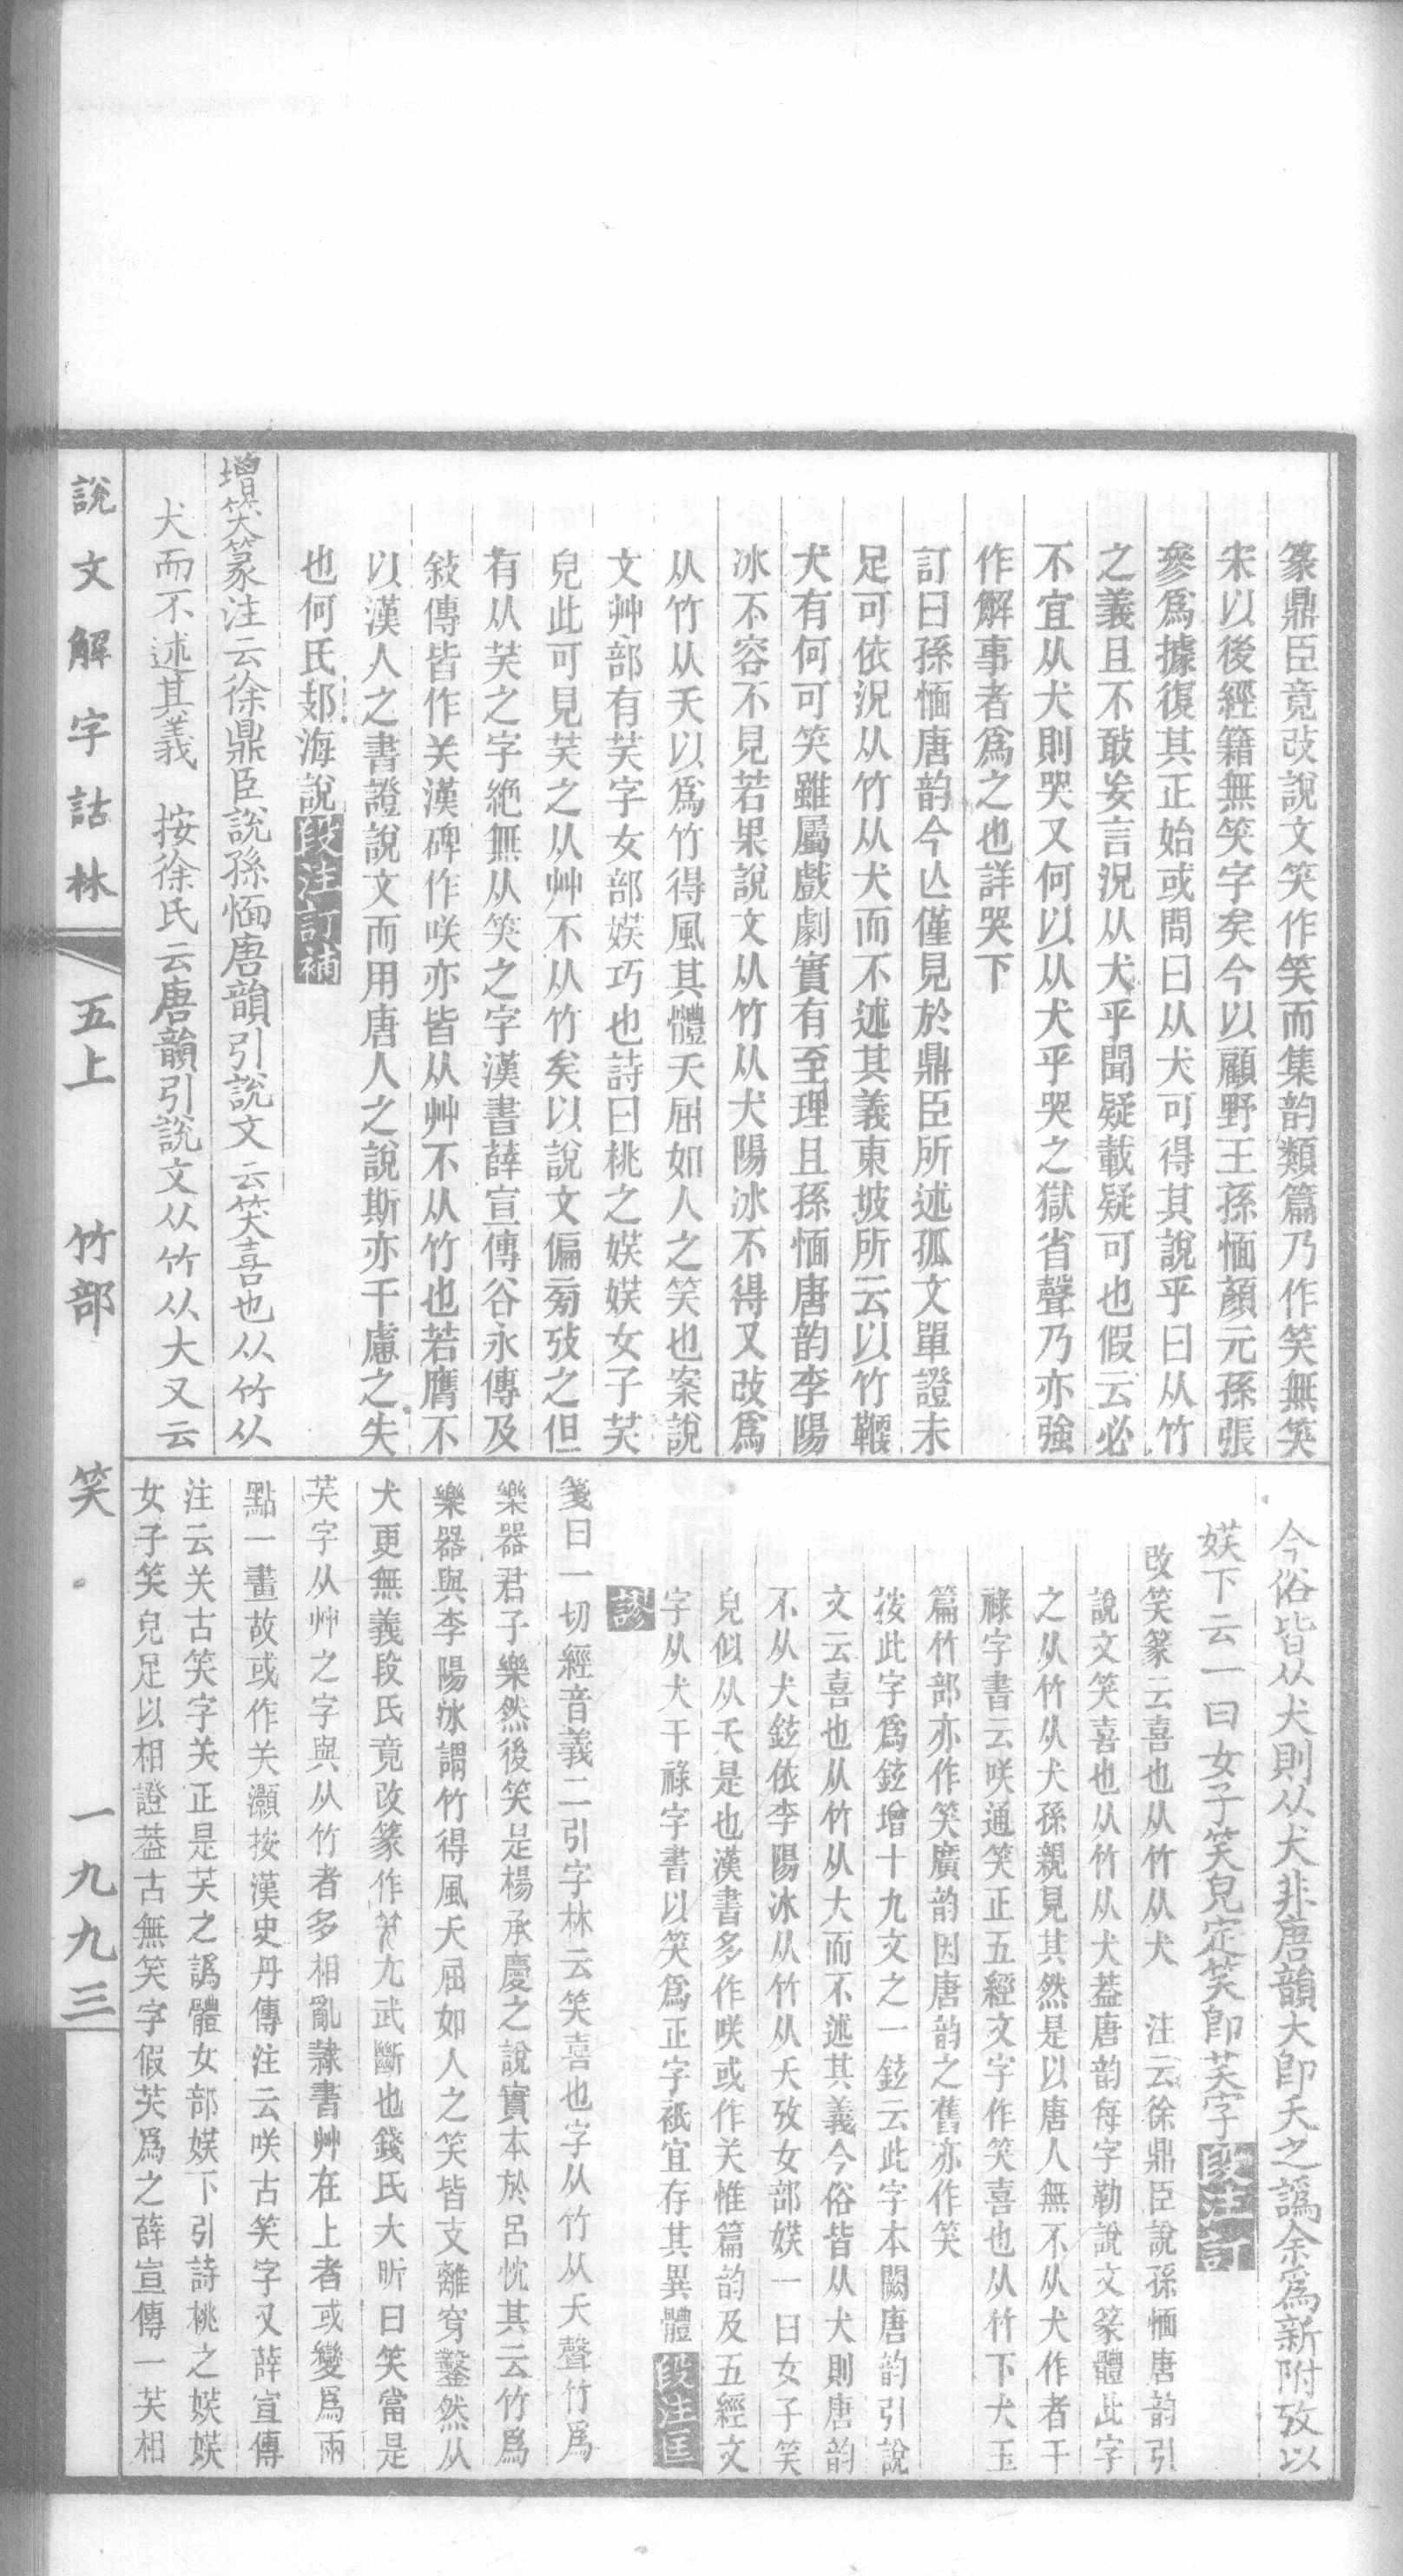 篆鼎臣竟改說文笑作笑而集韵類篇乃作笑無笑
宋以後經籍無笑字矣今以顧野王孫愐顏元孫張
參爲據復其正始或問曰从犬可得其說乎曰从竹
之義且不敢妄言況从犬乎聞疑載疑可也假云必
不宜从犬則哭又何以从犬乎哭之獄省聲乃亦強
作解事者爲之也詳哭下
訂曰孫愐唐韵今亾僅見於鼎臣所述孤文單證未
足可依況从竹从犬而不述其義東坡所云以竹鞭
犬有何可笑雖屬戲劇實有至理且孫愐唐韵李陽
冰不容不見若果說文从竹从犬陽冰不得又改爲
从竹从夭以爲竹得風其體夭屈如人之笑也案說
文艸部有芺字女部娱巧也詩曰桃之娱娱女子芺
皃此可見芺之从艸不从竹矣以說文偏旁攷之但
有从芺之字絶無从笑之字漢書薛宣傳谷永傳及
敍傳皆作关漢碑作咲亦皆从艸不从竹也若膺不
以漢人之書證說文而用唐人之說斯亦千慮之失
也何氏郏海說段注訂補
增笑篆注云徐鼎臣說孫愐唐韻引說文云笑喜也从竹从
犬而不述其義　按徐氏云唐韻引說文从竹从大又云
今俗皆从犬則从犬非唐韻大卽夭之譌余爲新附攷以
娱下云一曰女子笑皃定笑卽芺字段注訂
改笑篆云喜也从竹从犬　注云徐鼎臣說孫愐唐韵引
說文笑喜也从竹从犬葢唐韵每字勒說文篆體此字
之从竹从犬孫親見其然是以唐人無不从犬作者干
祿字書云咲通笑正五經文字作笑喜也从竹下犬玉
篇竹部亦作笑廣韵因唐韵之舊亦作笑
按此字爲鉉增十九文之一鉉云此字本闕唐韵引說
文云喜也从竹从大而不述其義今俗皆从犬則唐韵
不从犬鉉依李陽冰从竹从夭攷女部娱一曰女子笑
皃似从夭是也漢書多作咲或作关惟篇韵及五經文
字从犬干祿字書以笑爲正字祇宜存其異體段注匡
謬
箋曰一切經音義二引字林云笑喜也字从竹从夭聲竹爲
樂器君子樂然後笑是楊承慶之說實本於呂忱其云竹爲
樂器與李陽冰謂竹得風夭屈如人之笑皆支離穿鑿然从
犬更無義段氏竟改篆作笑尤武斷也錢氏大昕曰笑當是
芺字从艸之字與从竹者多相亂隸書艸在上者或變爲兩
點一畫故或作关灝按漢史丹傳注云咲古笑字又薛宣傳
注云关古笑字关正是芺之譌體女部娱下引詩桃之娱娱
女子笑皃足以相證葢古無笑字假芺爲之薛宣傳一芺相
說文解字詁林　五上　竹部　笑　一九九三